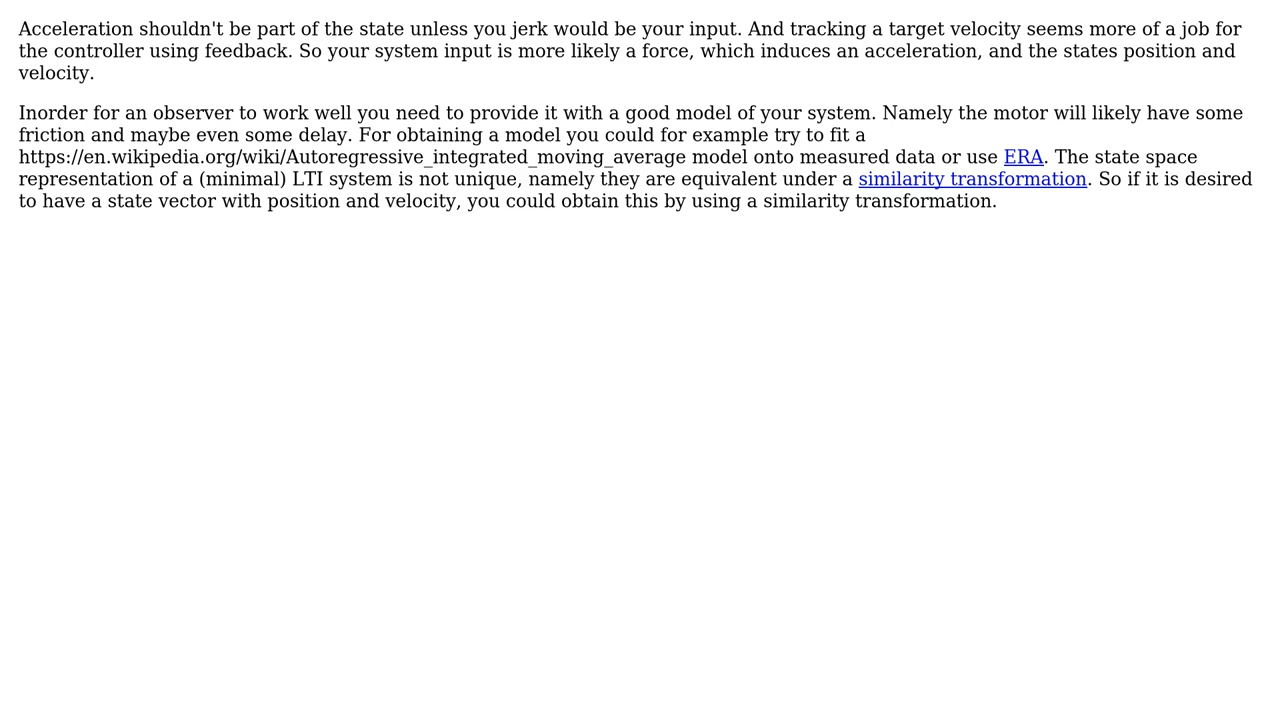 Acceleration shouldn't be part of the state unless you jerk would be your input. And tracking a target velocity seems more of a job for
the controller using feedback. So your system input is more likely a force, which induces an acceleration, and the states position and
velocity.
Inorder for an observer to work well you need to provide it with a good model of your system. Namely the motor will likely have some
friction and maybe even some delay. For obtaining a model you could for example try to fit a
https://en.wikipedia.org/wiki/Autoregressive_integrated_moving_average model onto measured data or use ERA. The state space
representation of a (minimal) LTI system is not unique, namely they are equivalent under a similarity transformation. So if it is desired
to have a state vector with position and velocity, you could obtain this by using a similarity transformation.